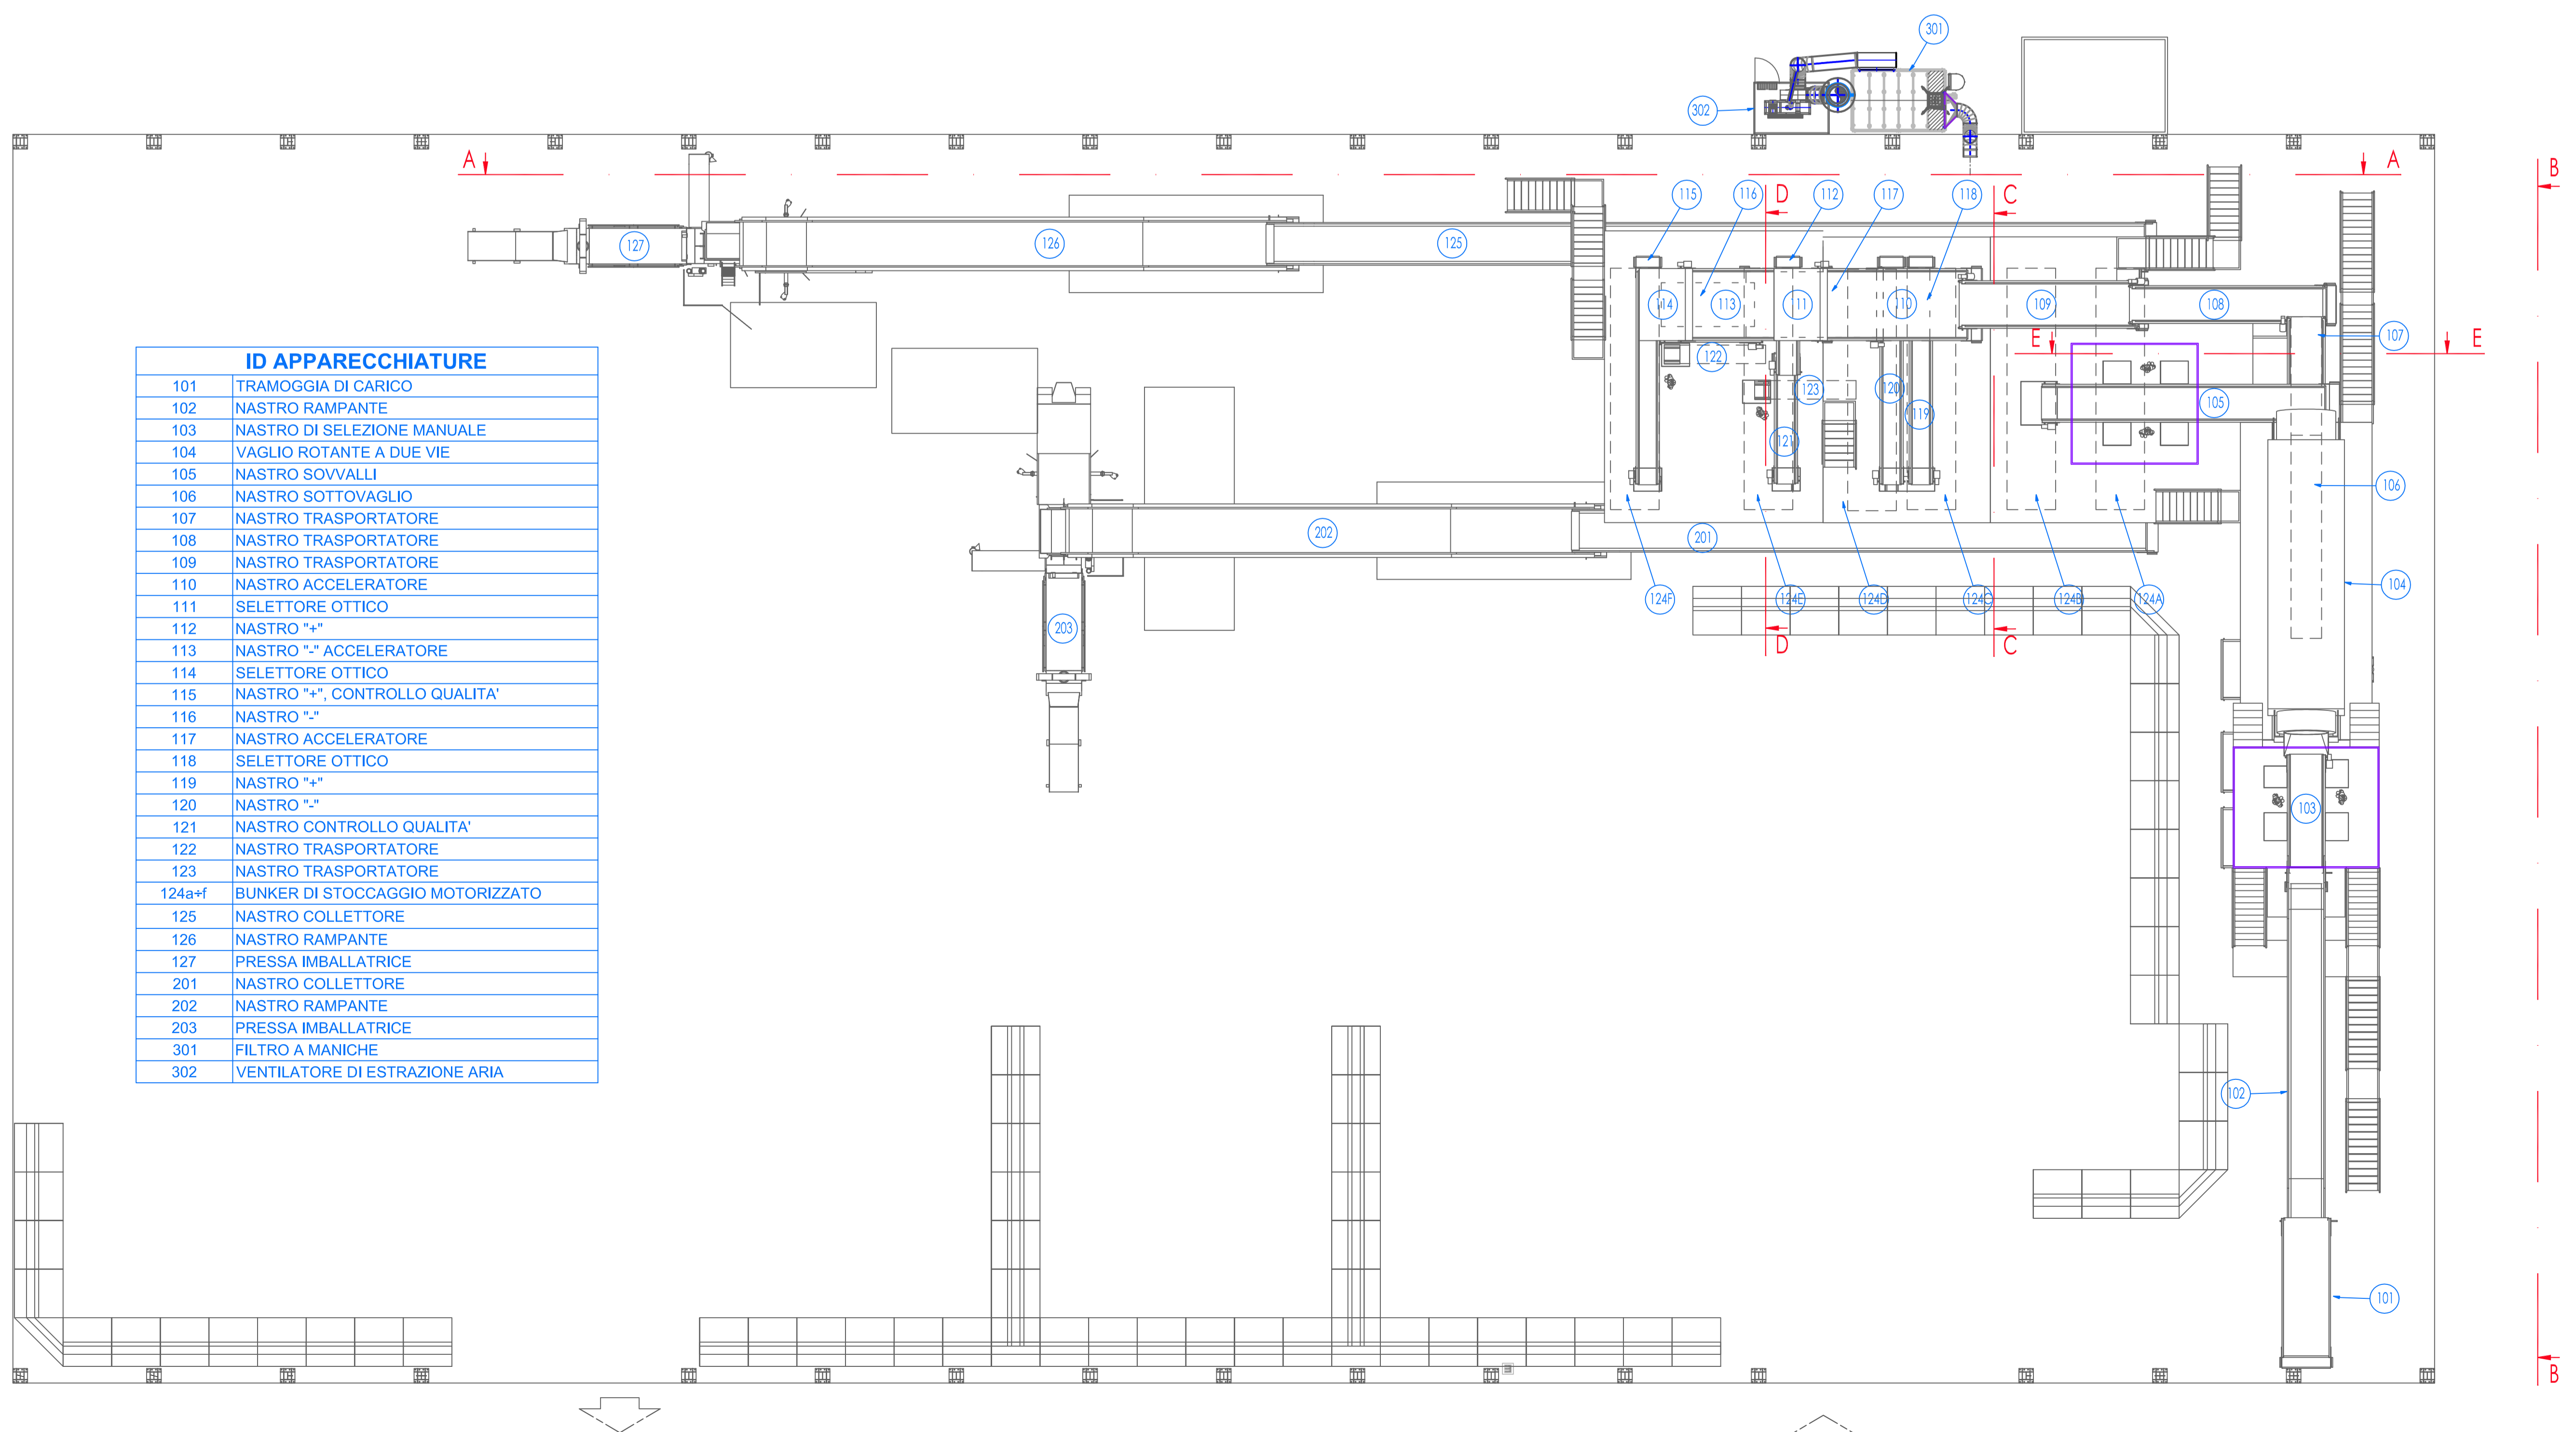 301
302
A
A
B
115
116
D
112
117
118
C
127
126
125
114
113
111
110
109
108
107
E
E
122
123
120
119
121
105
106
ID APPARECCHIATURE
101 TRAMOGGIA DI CARICO
102 NASTRO RAMPANTE
103 NASTRO DI SELEZIONE MANUALE
104 VAGLIO ROTANTE A DUE VIE
105 NASTRO SOVVALLI
106 NASTRO SOTTOVAGLIO
107 NASTRO TRASPORTATORE
108 NASTRO TRASPORTATORE
109 NASTRO TRASPORTATORE
110 NASTRO ACCELERATORE
111 SELETTORE OTTICO
112 NASTRO "+"
113 NASTRO "-" ACCELERATORE
114 SELETTORE OTTICO
115 NASTRO "+", CONTROLLO QUALITA'
116 NASTRO "-"
117 NASTRO ACCELERATORE
118 SELETTORE OTTICO
119 NASTRO "+"
120 NASTRO "-"
121 NASTRO CONTROLLO QUALITA'
122 NASTRO TRASPORTATORE
123 NASTRO TRASPORTATORE
124a÷f BUNKER DI STOCCAGGIO MOTORIZZATO
125 NASTRO COLLETTORE
126 NASTRO RAMPANTE
127 PRESSA IMBALLATRICE
201 NASTRO COLLETTORE
202 NASTRO RAMPANTE
203 PRESSA IMBALLATRICE
301 FILTRO A MANICHE
302 VENTILATORE DI ESTRAZIONE ARIA
202
201
203
124F
124E
124D
124C
124B
124A
104
D
C
103
102
101
B